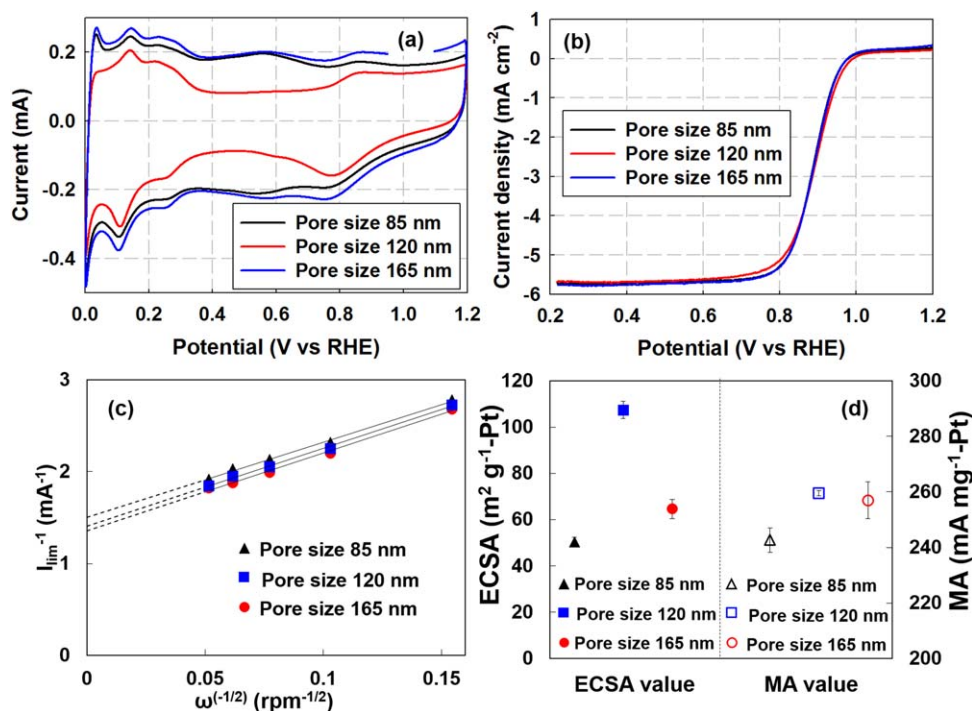 (a)
Current (mA)
0.2
0.0
-0.2
-0.4
Pore size 85 nm
Pore size 120 nm
Pore size 165 nm
0.0 0.2 0.4 0.6 0.8 1.0 1.2
Potential (V vs RHE)
(b)
Current density (mA cm-2)
1
0
-1
-2
-3
-4
-5
-6
Pore size 85 nm
Pore size 120 nm
Pore size 165 nm
0.2 0.4 0.6 0.8 1.0 1.2
Potential (V vs RHE)
(c)
Ilim-1 (mA-1)
3
2
1
0
Pore size 85 nm
Pore size 120 nm
Pore size 165 nm
0 0.05 0.1 0.15
ω(-1/2) (rpm-1/2)
(d)
ECSA (m2 g-1-Pt)
120
100
80
60
40
20
0
Pore size 85 nm
Pore size 120 nm
Pore size 165 nm
Pore size 85 nm
Pore size 120 nm
Pore size 165 nm
300
280
260
240
220
200
MA (mA mg-1-Pt)
ECSA value MA value